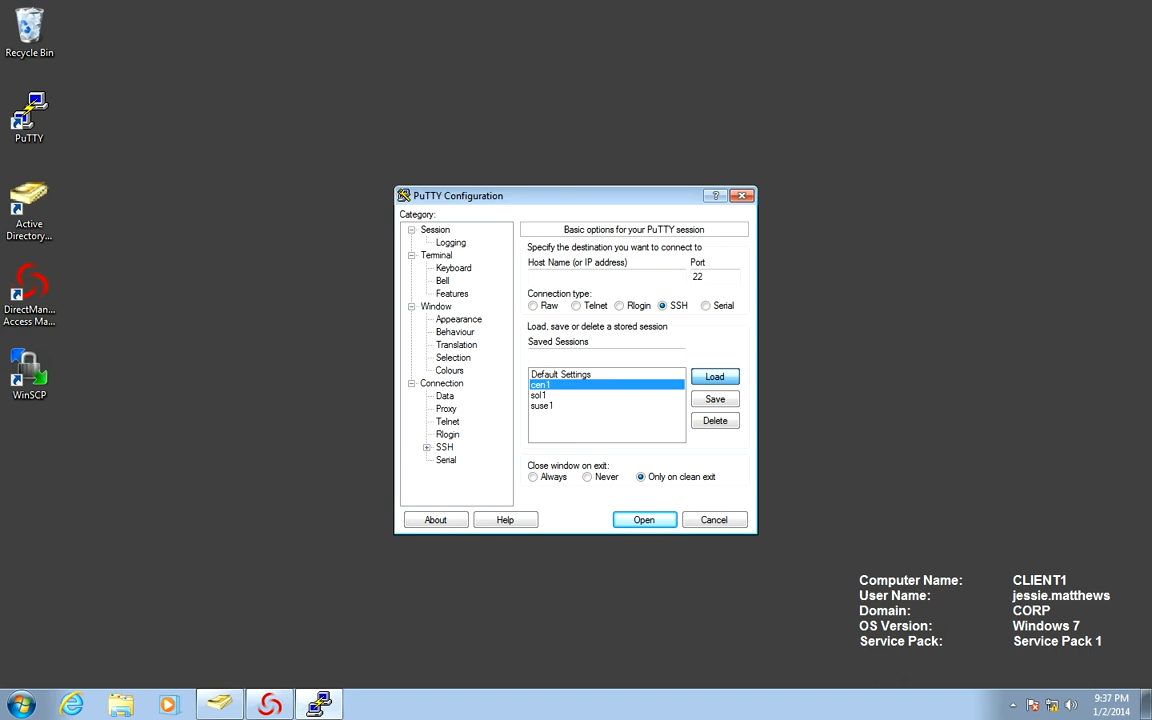 Recycle Bin
PuTTY
Active
Directory...
DirectMan...
Access Ma...
WinSCP
PuTTY Configuration
Category:
Session
Logging
Terminal
Keyboard
Bell
Features
Window
Appearance
Behaviour
Translation
Selection
Colours
Connection
Data
Proxy
Telnet
Rlogin
SSH
Serial
Basic options for your PuTTY session
Specify the destination you want to connect to
Host Name (or IP address) Port
22
Connection type:
Raw Telnet Rlogin SSH Serial
Load, save or delete a stored session
Saved Sessions
Default Settings
cen1
sol1
suse1
Load
Save
Delete
Close window on exit:
Always Never Only on clean exit
About Help Open Cancel
Computer Name: CLIENT1
User Name: jessie.matthews
Domain: CORP
OS Version: Windows 7
Service Pack: Service Pack 1
9:37 PM
1/2/2014